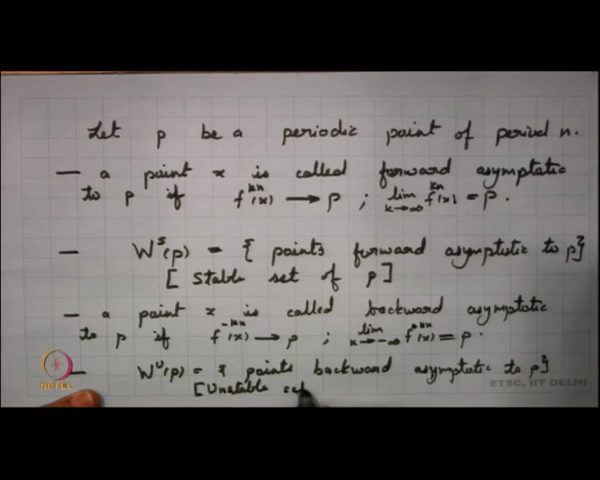 Let p be a periodic point of period n.
— a point x is called forward asymptotic
to p if f^{kn}(x) → p ; lim_{k→∞} f^{kn}(x) = p.
— W^s(p) = { points forward asymptotic to p}
[ Stable set of p ]
— a point x is called backward asymptotic
to p if f^{-kn}(x) → p ; lim_{k→-∞} f^{kn}(x) = p.
— W^u(p) = { points backward asymptotic to p}
[Unstable set
NPTEL
ETSC, IIT DELHI